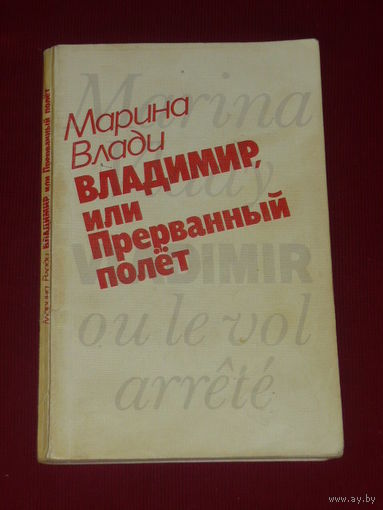 Марина
Влади
ВЛАДИМИР,
или
Прерванный
полёт
Marina
Vlady
VLADIMIR
ou le vol
arrêté
Марина Влади ВЛАДИМИР, или Прерванный полёт
www.ay.by